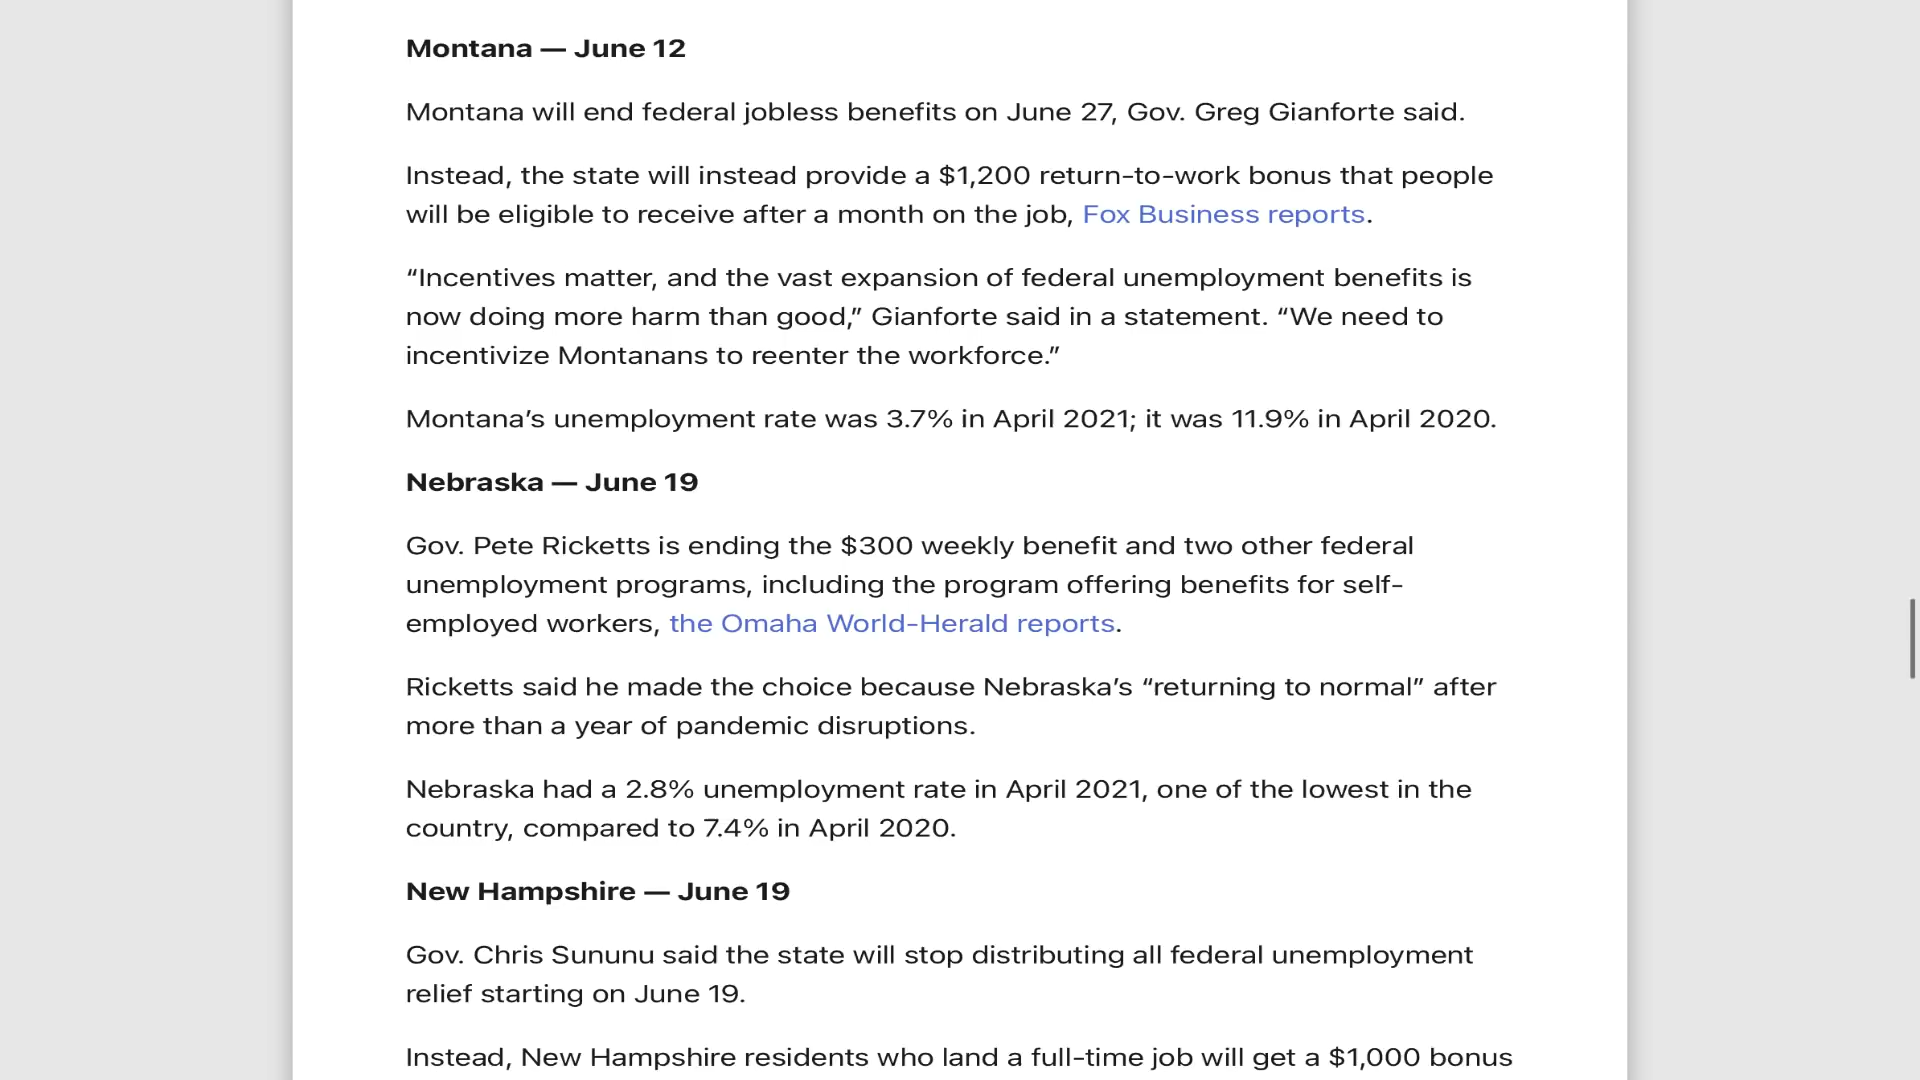 Montana — June 12
Montana will end federal jobless benefits on June 27, Gov. Greg Gianforte said.
Instead, the state will instead provide a $1,200 return-to-work bonus that people
will be eligible to receive after a month on the job, Fox Business reports.
“Incentives matter, and the vast expansion of federal unemployment benefits is
now doing more harm than good,” Gianforte said in a statement. “We need to
incentivize Montanans to reenter the workforce.”
Montana’s unemployment rate was 3.7% in April 2021; it was 11.9% in April 2020.
Nebraska — June 19
Gov. Pete Ricketts is ending the $300 weekly benefit and two other federal
unemployment programs, including the program offering benefits for self-
employed workers, the Omaha World-Herald reports.
Ricketts said he made the choice because Nebraska’s “returning to normal” after
more than a year of pandemic disruptions.
Nebraska had a 2.8% unemployment rate in April 2021, one of the lowest in the
country, compared to 7.4% in April 2020.
New Hampshire — June 19
Gov. Chris Sununu said the state will stop distributing all federal unemployment
relief starting on June 19.
Instead, New Hampshire residents who land a full-time job will get a $1,000 bonus